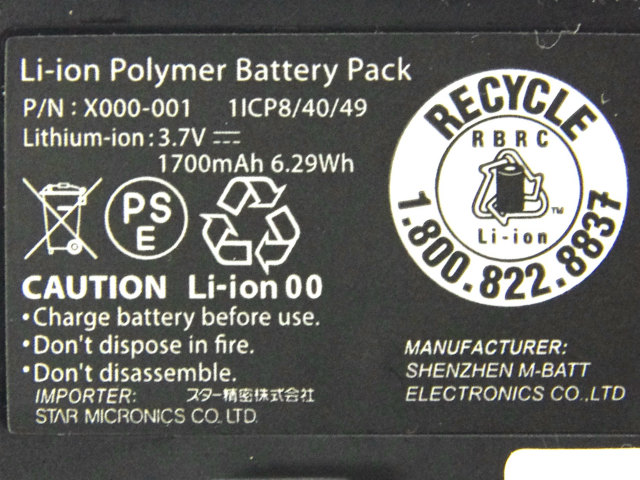 Li-ion Polymer Battery Pack
P/N : X000-001 1ICP8/40/49
Lithium-ion : 3.7V
1700mAh 6.29Wh
PS
E
CAUTION Li-ion 00
•Charge battery before use.
•Don't dispose in fire.
•Don't disassemble.
IMPORTER: スター精密株式会社
STAR MICRONICS CO., LTD.
RECYCLE
RBRC
TM
Li-ion
1.800.822.8837
MANUFACTURER:
SHENZHEN M-BATT
ELECTRONICS CO.,LTD